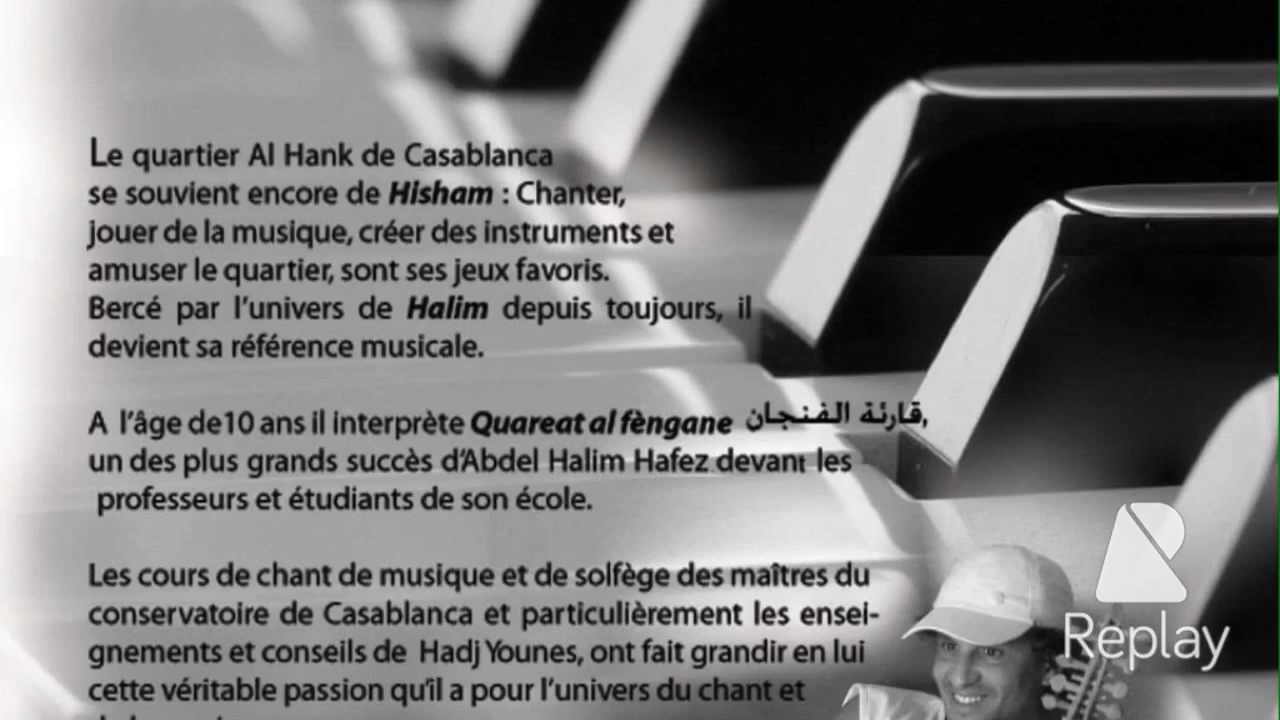 Le quartier Al Hank de Casablanca
se souvient encore de Hisham : Chanter,
jouer de la musique, créer des instruments et
amuser le quartier, sont ses jeux favoris.
Bercé par l'univers de Halim depuis toujours, il
devient sa référence musicale.
A l'âge de10 ans il interprète Quareat al fèngane قارئة الفنجان,
un des plus grands succès d'Abdel Halim Hafez devant les
professeurs et étudiants de son école.
Les cours de chant de musique et de solfège des maîtres du
conservatoire de Casablanca et particulièrement les ensei-
gnements et conseils de Hadj Younes, ont fait grandir en lui
cette véritable passion qu'il a pour l'univers du chant et
Replay